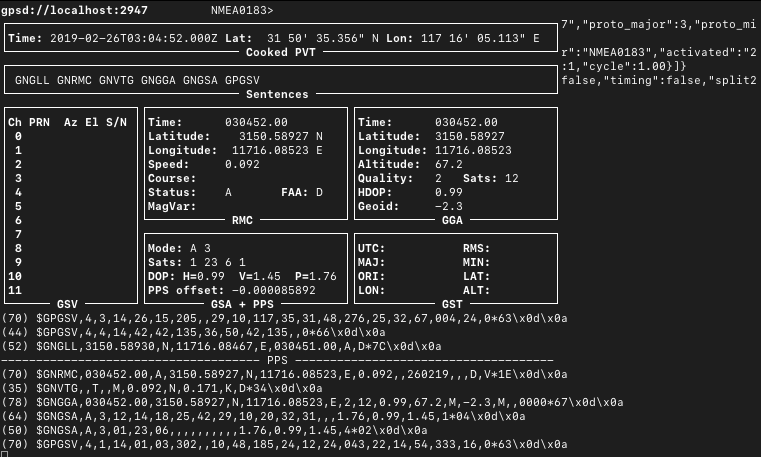 gpsd://localhost:2947 NMEA0183>
7","proto_major":3,"proto_mi
Time: 2019-02-26T03:04:52.000Z Lat: 31 50' 35.356" N Lon: 117 16' 05.113" E
Cooked PVT
r":"NMEA0183","activated":"2
:1,"cycle":1.00}]}
GNGLL GNRMC GNVTG GNGGA GNGSA GPGSV
false,"timing":false,"split2
Sentences
Ch PRN Az El S/N
0
1
2
3
4
5
6
7
8
9
10
11
GSV
Time: 030452.00
Latitude: 3150.58927 N
Longitude: 11716.08523 E
Speed: 0.092
Course:
Status: A FAA: D
MagVar:
RMC
Time: 030452.00
Latitude: 3150.58927
Longitude: 11716.08523
Altitude: 67.2
Quality: 2 Sats: 12
HDOP: 0.99
Geoid: -2.3
GGA
Mode: A 3
Sats: 1 23 6 1
DOP: H=0.99 V=1.45 P=1.76
PPS offset: -0.000085892
GSA + PPS
UTC: RMS:
MAJ: MIN:
ORI: LAT:
LON: ALT:
GST
(70) $GPGSV,4,3,14,26,15,205,,29,10,117,35,31,48,276,25,32,67,004,24,0*63\x0d\x0a
(44) $GPGSV,4,4,14,42,42,135,36,50,42,135,,0*66\x0d\x0a
(52) $GNGLL,3150.58930,N,11716.08467,E,030451.00,A,D*7C\x0d\x0a
------------------------------------- PPS -------------------------------------
(70) $GNRMC,030452.00,A,3150.58927,N,11716.08523,E,0.092,,260219,,,D,V*1E\x0d\x0a
(35) $GNVTG,,T,,M,0.092,N,0.171,K,D*34\x0d\x0a
(78) $GNGGA,030452.00,3150.58927,N,11716.08523,E,2,12,0.99,67.2,M,-2.3,M,,0000*67\x0d\x0a
(64) $GNGSA,A,3,12,14,18,25,42,29,10,20,32,31,,,1.76,0.99,1.45,1*04\x0d\x0a
(50) $GNGSA,A,3,01,23,06,,,,,,,,,,1.76,0.99,1.45,4*02\x0d\x0a
(70) $GPGSV,4,1,14,01,03,302,,10,48,185,24,12,24,043,22,14,54,333,16,0*63\x0d\x0a